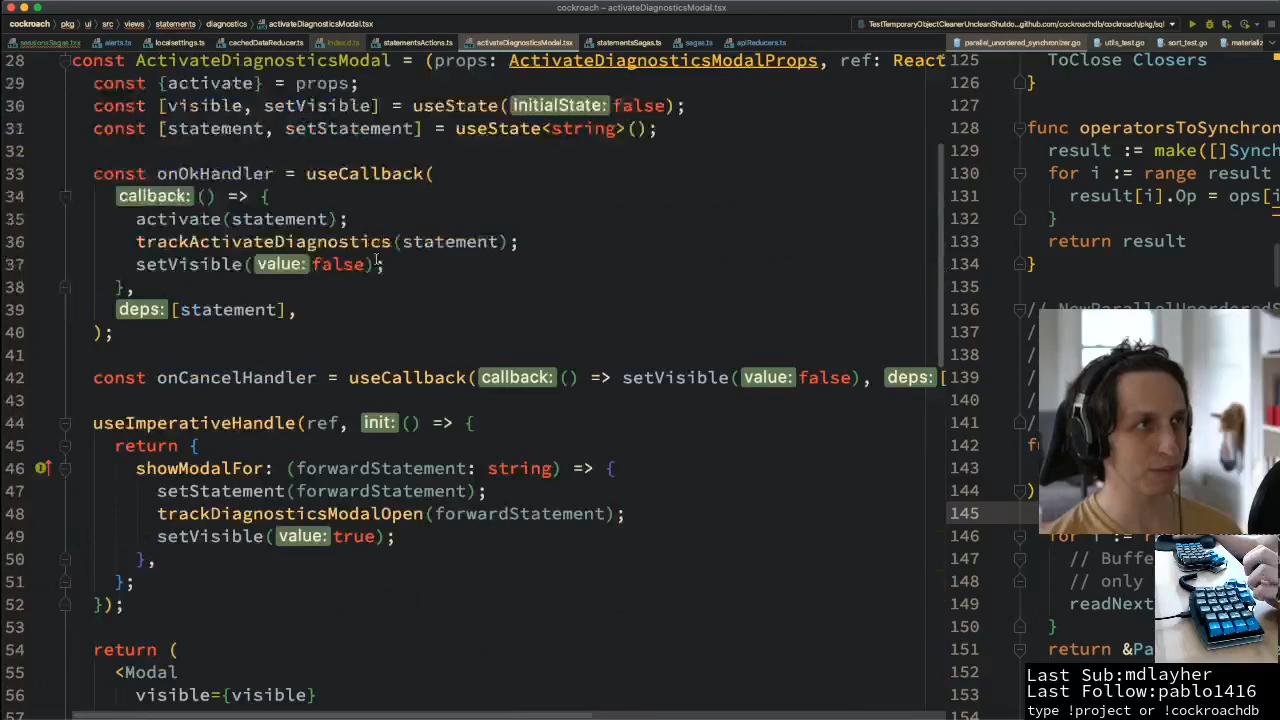 cockroach – activateDiagnosticsModal.tsx
cockroach › pkg › ui › src › views › statements › diagnostics › activateDiagnosticsModal.tsx
TestTemporaryObjectCleanerUncleanShutdo...github.com/cockroachdb/cockroach/pkg/sql
sessionsSagas.ts alerts.ts localsettings.ts cachedDataReducers.ts index.d.ts statementsActions.ts activateDiagnosticsModal.tsx statementsSagas.ts sagas.ts apiReducers.ts
parallel_unordered_synchronizer.go utils_test.go sort_test.go materializ
28 const ActivateDiagnosticsModal = (props: ActivateDiagnosticsModalProps, ref: React
29 const {activate} = props;
30 const [visible, setVisible] = useState( initialState: false);
31 const [statement, setStatement] = useState<string>();
32
33 const onOkHandler = useCallback(
34 callback: () => {
35 activate(statement);
36 trackActivateDiagnostics(statement);
37 setVisible( value: false);
38 },
39 deps: [statement],
40 );
41
42 const onCancelHandler = useCallback( callback: () => setVisible( value: false), deps: [
43
44 useImperativeHandle(ref, init: () => {
45 return {
46 showModalFor: (forwardStatement: string) => {
47 setStatement(forwardStatement);
48 trackDiagnosticsModalOpen(forwardStatement);
49 setVisible( value: true);
50 },
51 };
52 });
53
54 return (
55 <Modal
56 visible={visible}
57
125 ToClose Closers
126 }
127
128 func operatorsToSynchron
129 result := make([]Synch
130 for i := range result
131 result[i].Op = ops[i
132 }
133 return result
134 }
135
136 // NewParallelUnorderedS
137 //
138 //
139 //
140 //
141 //
142 fu
143
144 )
145
146 for i := r
147 // Buffe
148 // only
149 readNext
150 }
151 return &Pa
152
153
154
Last Sub:mdlayher
Last Follow:pablo1416
type !project or !cockroachdb